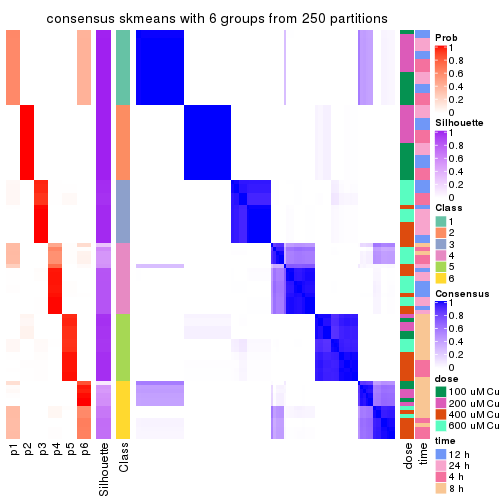 consensus skmeans with 6 groups from 250 partitions
Prob
1
0.8
0.6
0.4
0.2
0
Silhouette
1
0.8
0.6
0.4
0.2
0
Class
1
2
3
4
5
6
Consensus
1
0.8
0.6
0.4
0.2
0
dose
100 uM Cu
200 uM Cu
400 uM Cu
600 uM Cu
time
12 h
24 h
4 h
8 h
p1
p2
p3
p4
p5
p6
Silhouette
Class
dose
time